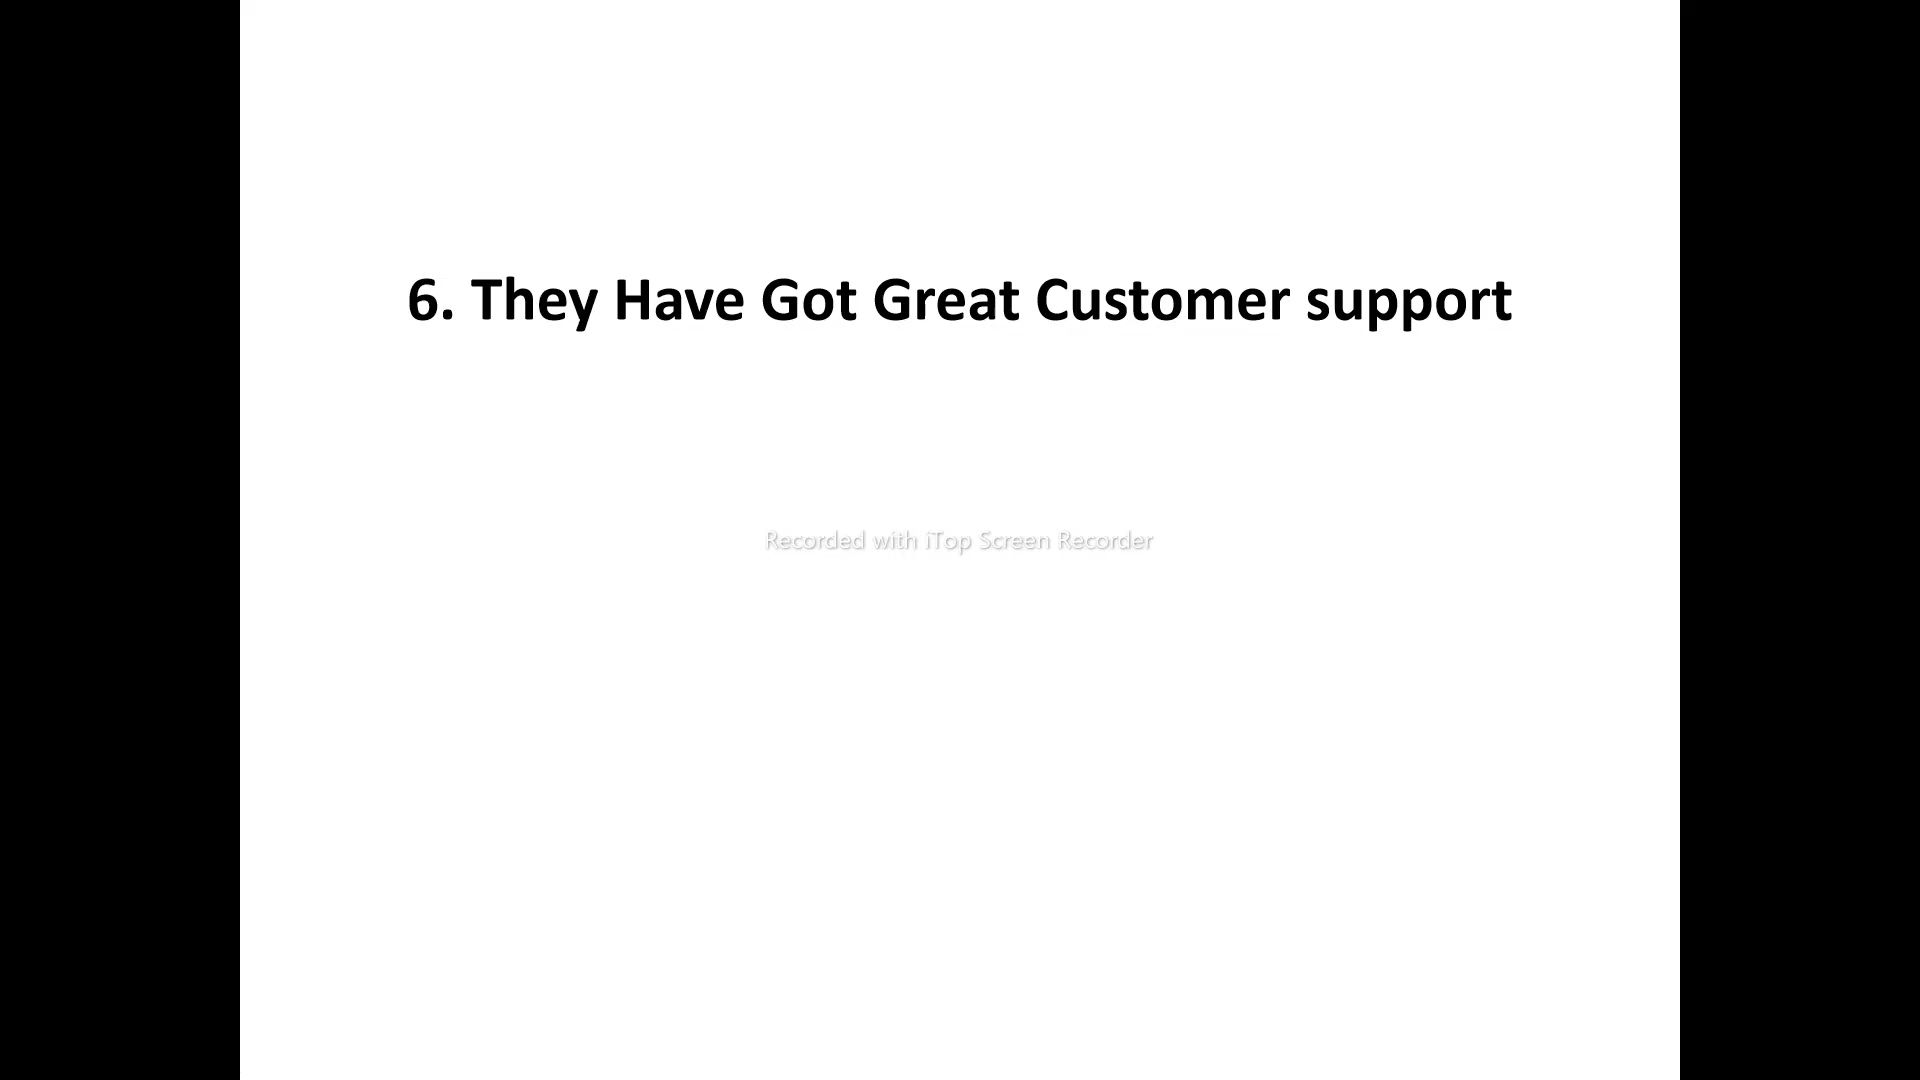 6. They Have Got Great Customer support
Recorded with iTop Screen Recorder